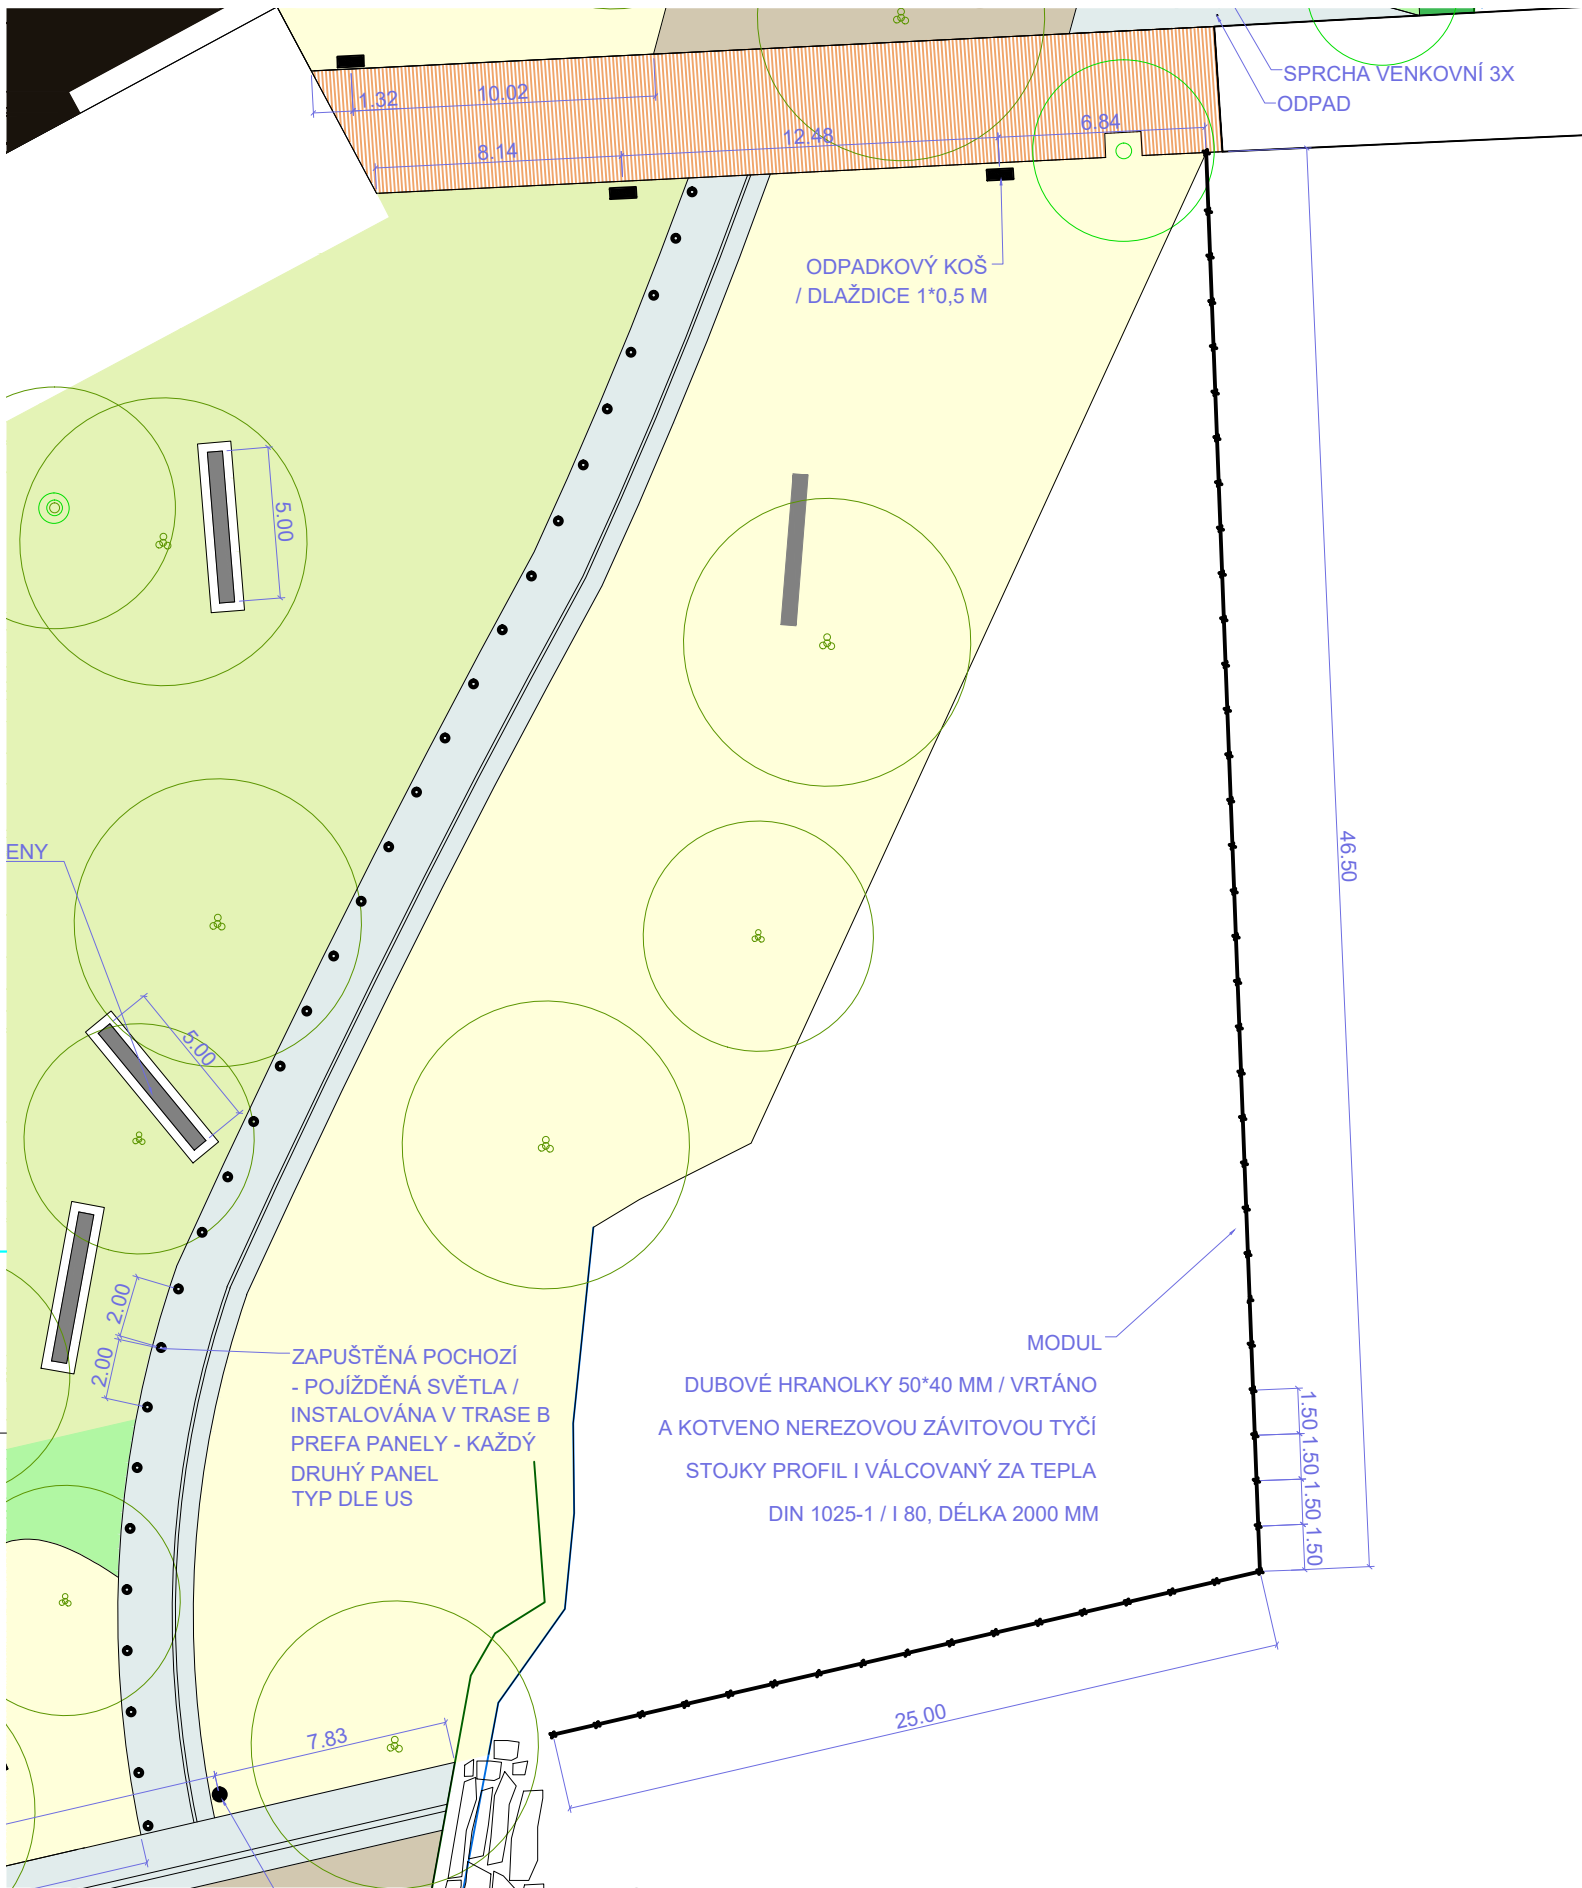 SPRCHA VENKOVNÍ 3X
ODPAD
1.32
10.02
8.14
12.48
6.84
ODPADKOVÝ KOŠ
/ DLAŽDICE 1*0,5 M
5.00
46.50
ENY
5.00
2.00
2.00
ZAPUŠTĚNÁ POCHOZÍ
- POJÍŽDĚNÁ SVĚTLA /
INSTALOVÁNA V TRASE B
PREFA PANELY - KAŽDÝ
DRUHÝ PANEL
TYP DLE US
MODUL
DUBOVÉ HRANOLKY 50*40 MM / VRTÁNO
A KOTVENO NEREZOVOU ZÁVITOVOU TYČÍ
STOJKY PROFIL I VÁLCOVANÝ ZA TEPLA
DIN 1025-1 / I 80, DÉLKA 2000 MM
1.50
1.50
1.50
1.50
25.00
7.83